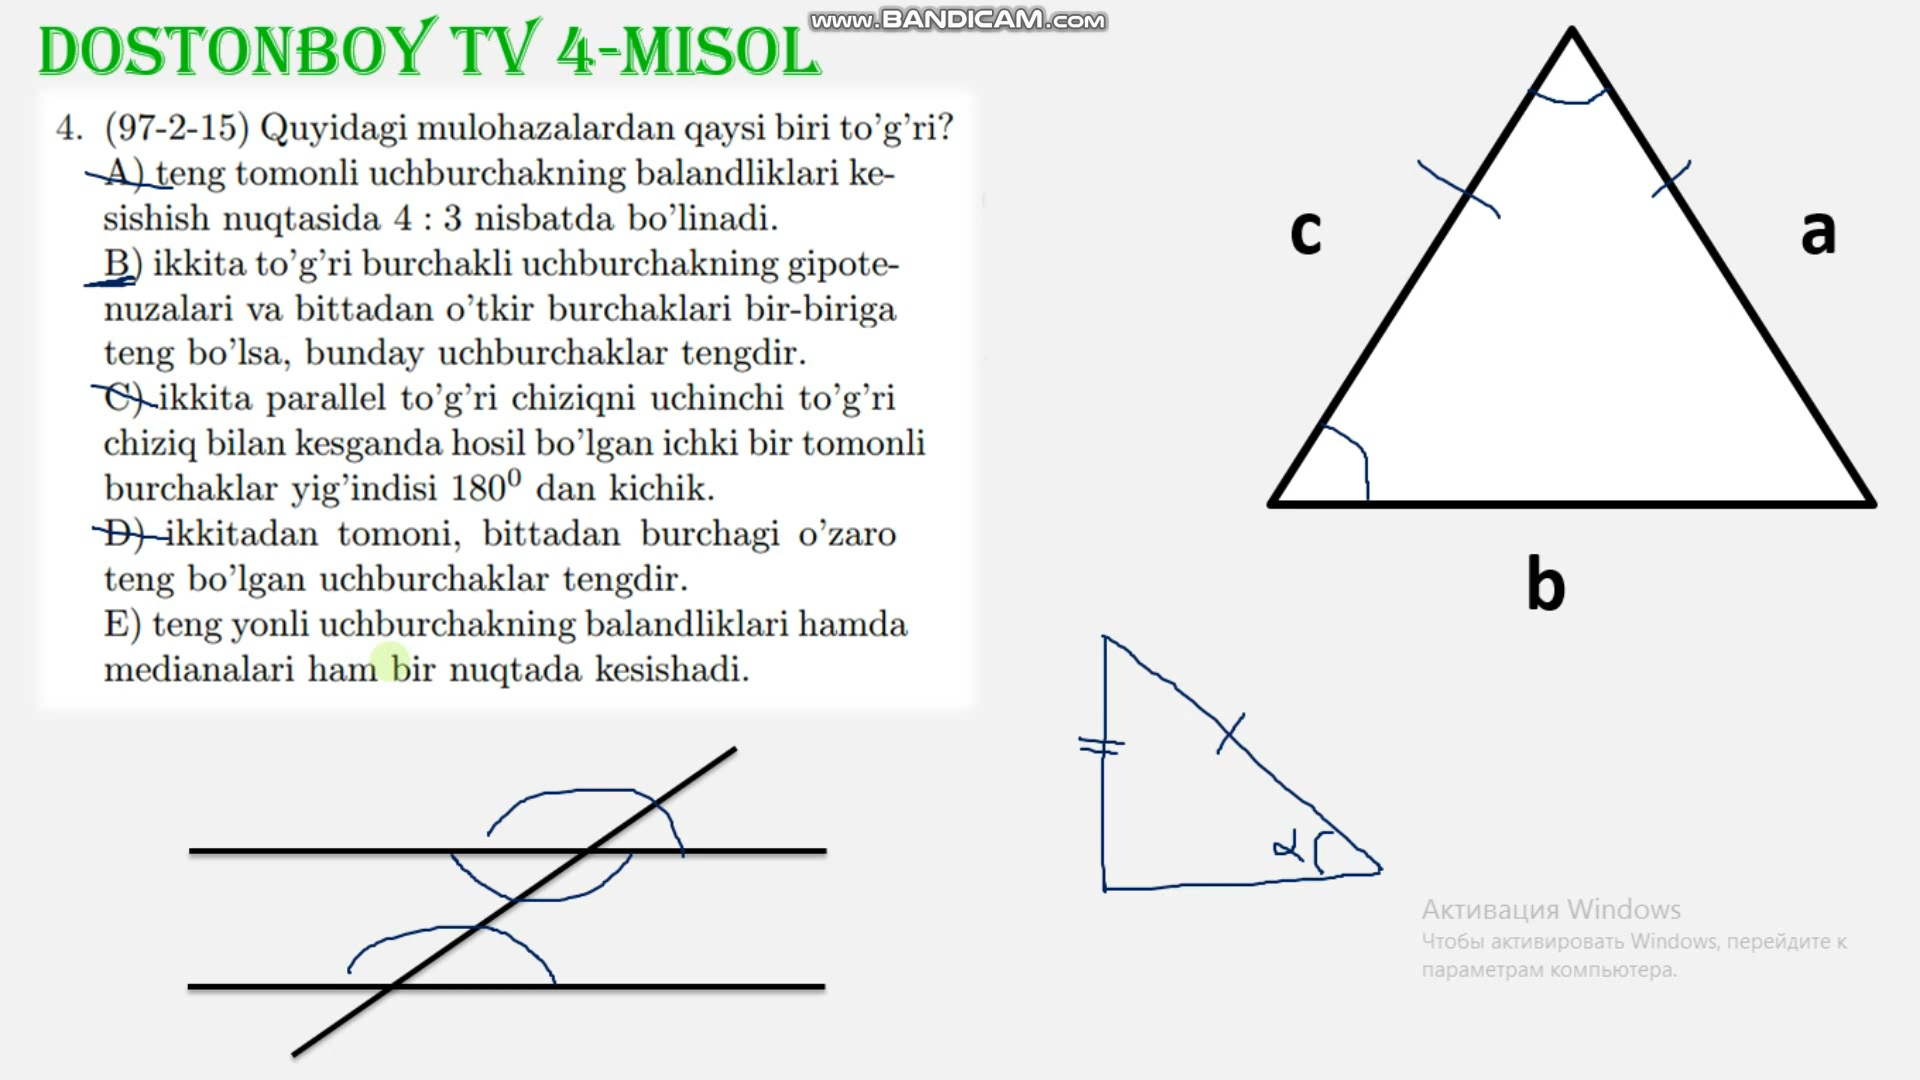 www.BANDICAM.com
DOSTONBOY TV 4-MISOL
4. (97-2-15) Quyidagi mulohazalardan qaysi biri to'g'ri?
A) teng tomonli uchburchakning balandliklari ke-
sishish nuqtasida 4 : 3 nisbatda bo'linadi.
B) ikkita to'g'ri burchakli uchburchakning gipote-
nuzalari va bittadan o'tkir burchaklari bir-biriga
teng bo'lsa, bunday uchburchaklar tengdir.
C) ikkita parallel to'g'ri chiziqni uchinchi to'g'ri
chiziq bilan kesganda hosil bo'lgan ichki bir tomonli
burchaklar yig'indisi 180⁰ dan kichik.
D) ikkitadan tomoni, bittadan burchagi o'zaro
teng bo'lgan uchburchaklar tengdir.
E) teng yonli uchburchakning balandliklari hamda
medianalari ham bir nuqtada kesishadi.
c
a
b
α
Активация Windows
Чтобы активировать Windows, перейдите к
параметрам компьютера.